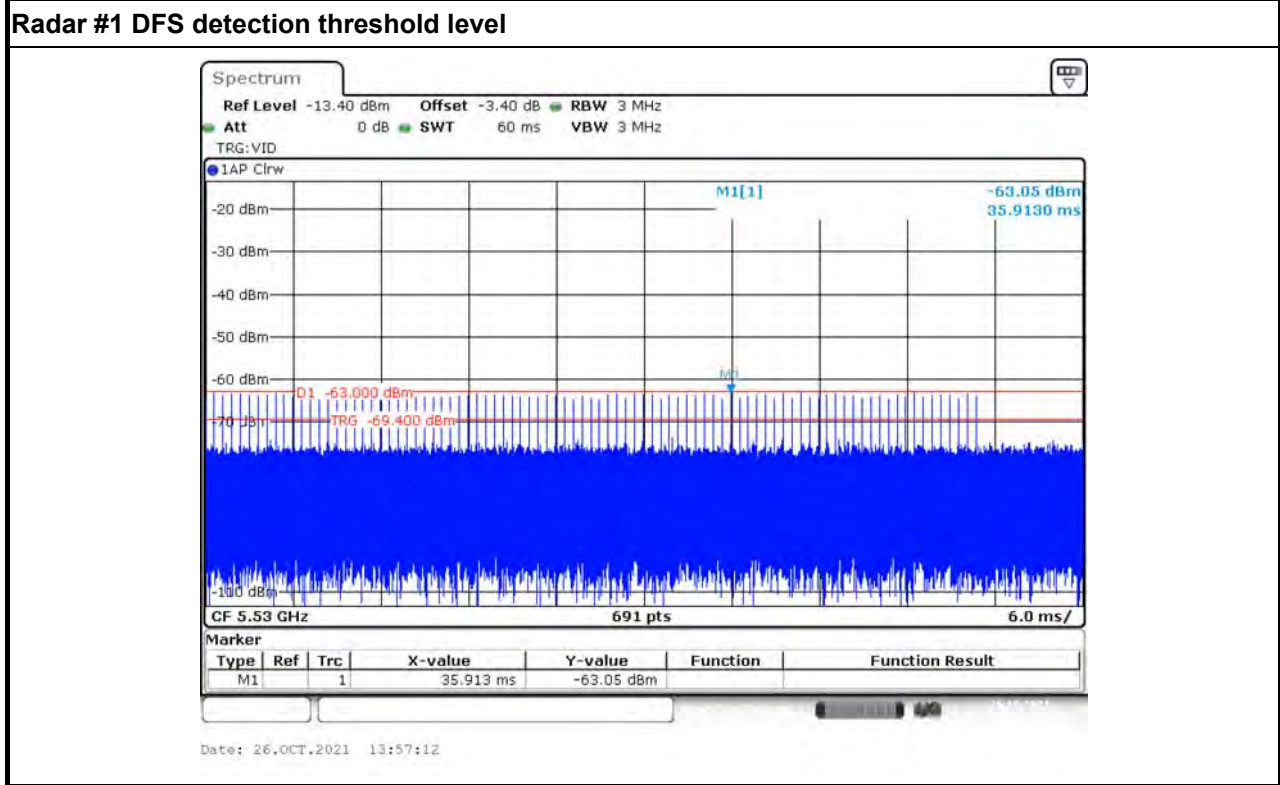 Radar #1 DFS detection threshold level
Spectrum
Ref Level -13.40 dBm Offset -3.40 dB RBW 3 MHz
Att 0 dB SWT 60 ms VBW 3 MHz
TRG:VID
1AP Clrw
M1[1] -63.05 dBm
35.9130 ms
-20 dBm
-30 dBm
-40 dBm
-50 dBm
-60 dBm
M1
D1 -63.000 dBm
-70 dBm
TRG -69.400 dBm
-100 dBm
CF 5.53 GHz 691 pts 6.0 ms/
Marker
Type Ref Trc X-value Y-value Function Function Result
M1 1 35.913 ms -63.05 dBm
Date: 26.OCT.2021 13:57:12